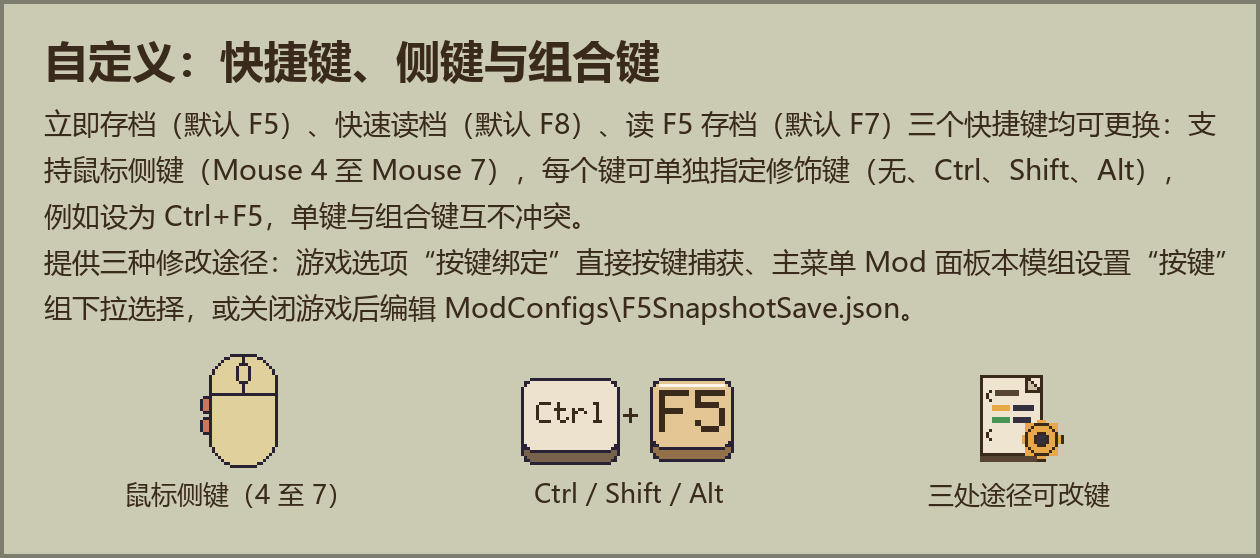 自定义：快捷键、侧键与组合键
立即存档（默认 F5）、快速读档（默认 F8）、读 F5 存档（默认 F7）三个快捷键均可更换：支
持鼠标侧键（Mouse 4 至 Mouse 7），每个键可单独指定修饰键（无、Ctrl、Shift、Alt），
例如设为 Ctrl+F5，单键与组合键互不冲突。
提供三种修改途径：游戏选项“按键绑定”直接按键捕获、主菜单 Mod 面板本模组设置“按键”
组下拉选择，或关闭游戏后编辑 ModConfigs\F5SnapshotSave.json。
Ctrl + F5
鼠标侧键（4 至 7）
Ctrl / Shift / Alt
三处途径可改键